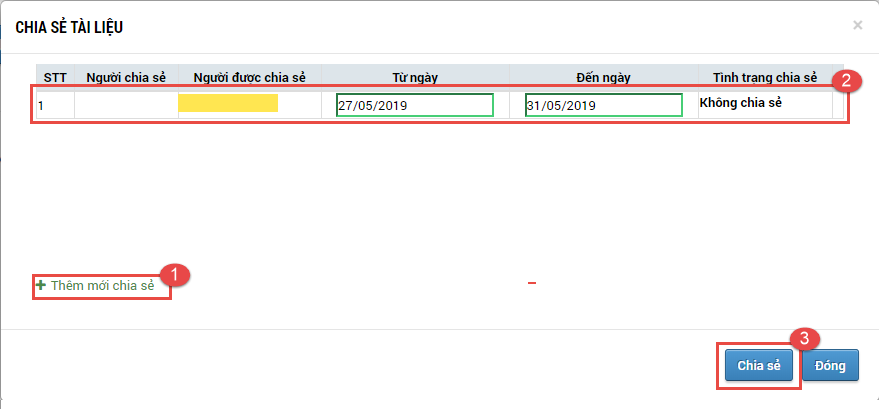 CHIA SẺ TÀI LIỆU ×
STT Người chia sẻ Người được chia sẻ Từ ngày Đến ngày Tình trạng chia sẻ 2
1 27/05/2019 31/05/2019 Không chia sẻ
1
+ Thêm mới chia sẻ
3
Chia sẻ Đóng